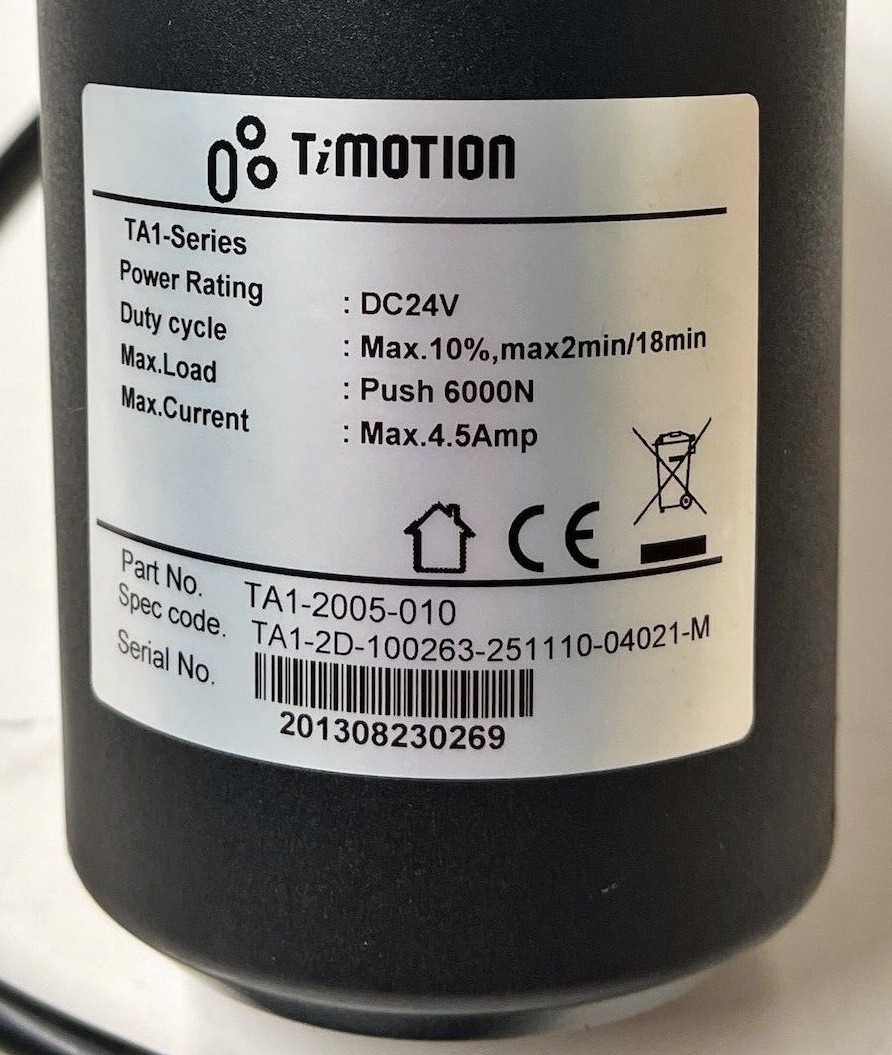 TiMOTION
TA1-Series
Power Rating : DC24V
Duty cycle : Max.10%,max2min/18min
Max.Load : Push 6000N
Max.Current : Max.4.5Amp
CE
Part No. TA1-2005-010
Spec code. TA1-2D-100263-251110-04021-M
Serial No.
201308230269